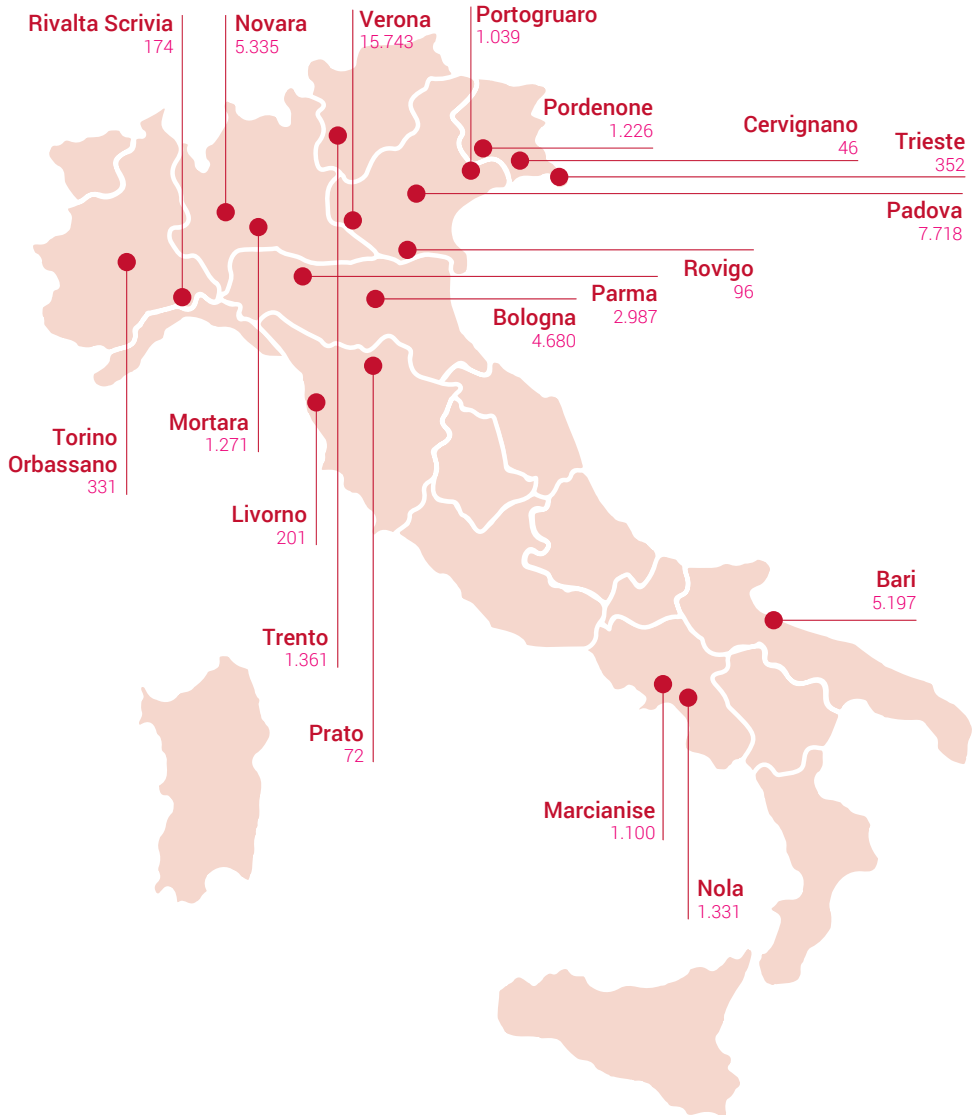 Rivalta Scrivia
174
Novara
5.335
Verona
15.743
Portogruaro
1.039
Pordenone
1.226
Cervignano
46
Trieste
352
Padova
7.718
Rovigo
96
Parma
2.987
Bologna
4.680
Mortara
1.271
Torino
Orbassano
331
Livorno
201
Trento
1.361
Prato
72
Bari
5.197
Marcianise
1.100
Nola
1.331